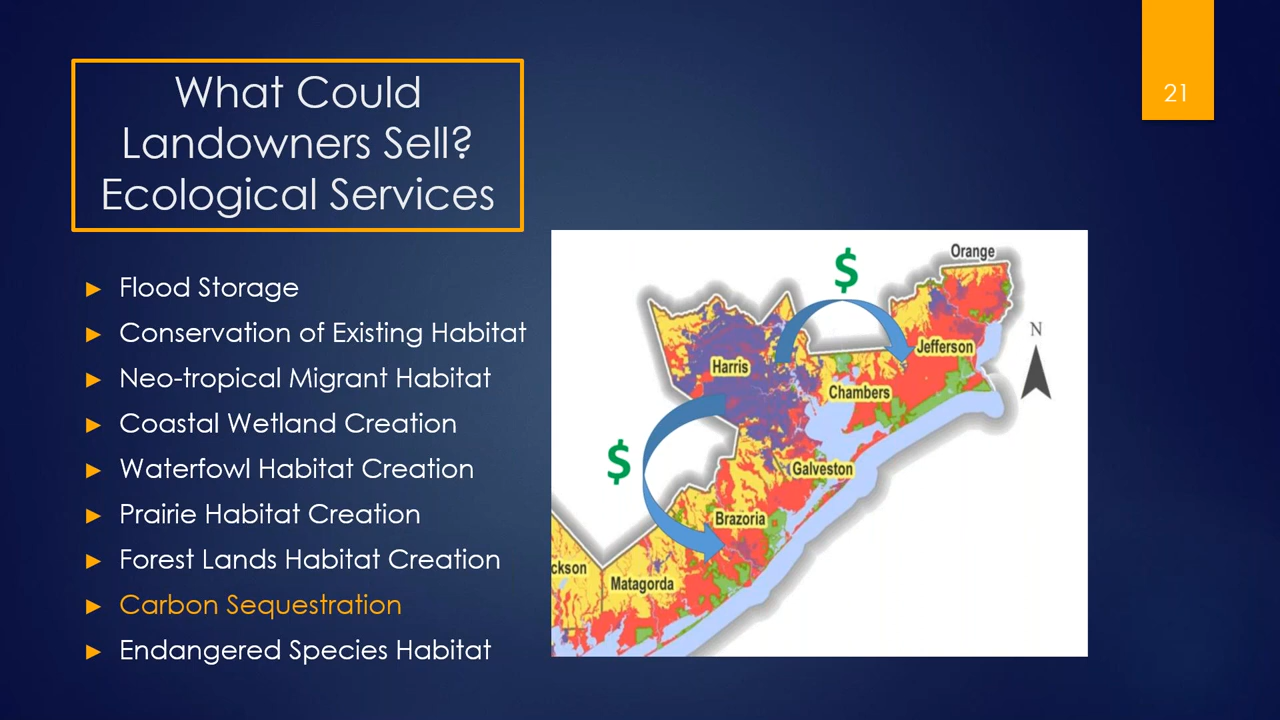 What Could
Landowners Sell?
Ecological Services
21
Flood Storage
Conservation of Existing Habitat
Neo-tropical Migrant Habitat
Coastal Wetland Creation
Waterfowl Habitat Creation
Prairie Habitat Creation
Forest Lands Habitat Creation
Carbon Sequestration
Endangered Species Habitat
$
Orange
N
Jefferson
Harris
Chambers
$
Galveston
Brazoria
ckson
Matagorda